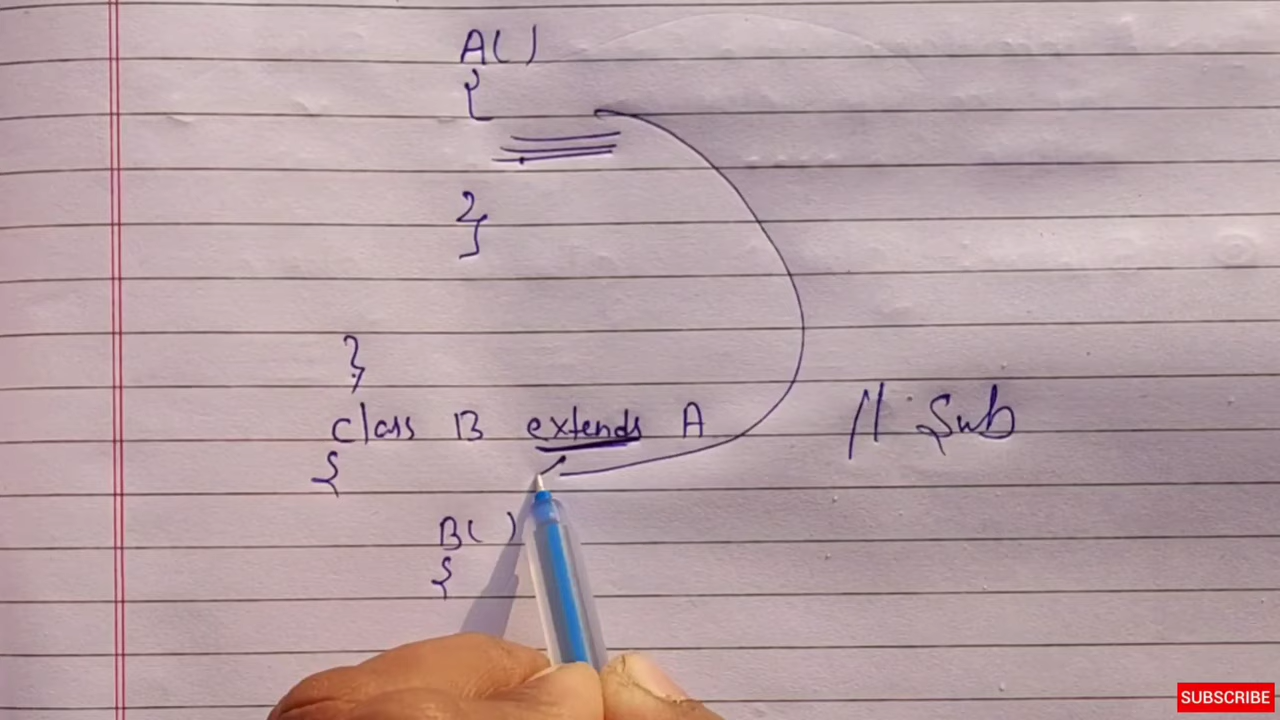 A()
{
}
}
class B extends A // Sub
{
B()
{
SUBSCRIBE